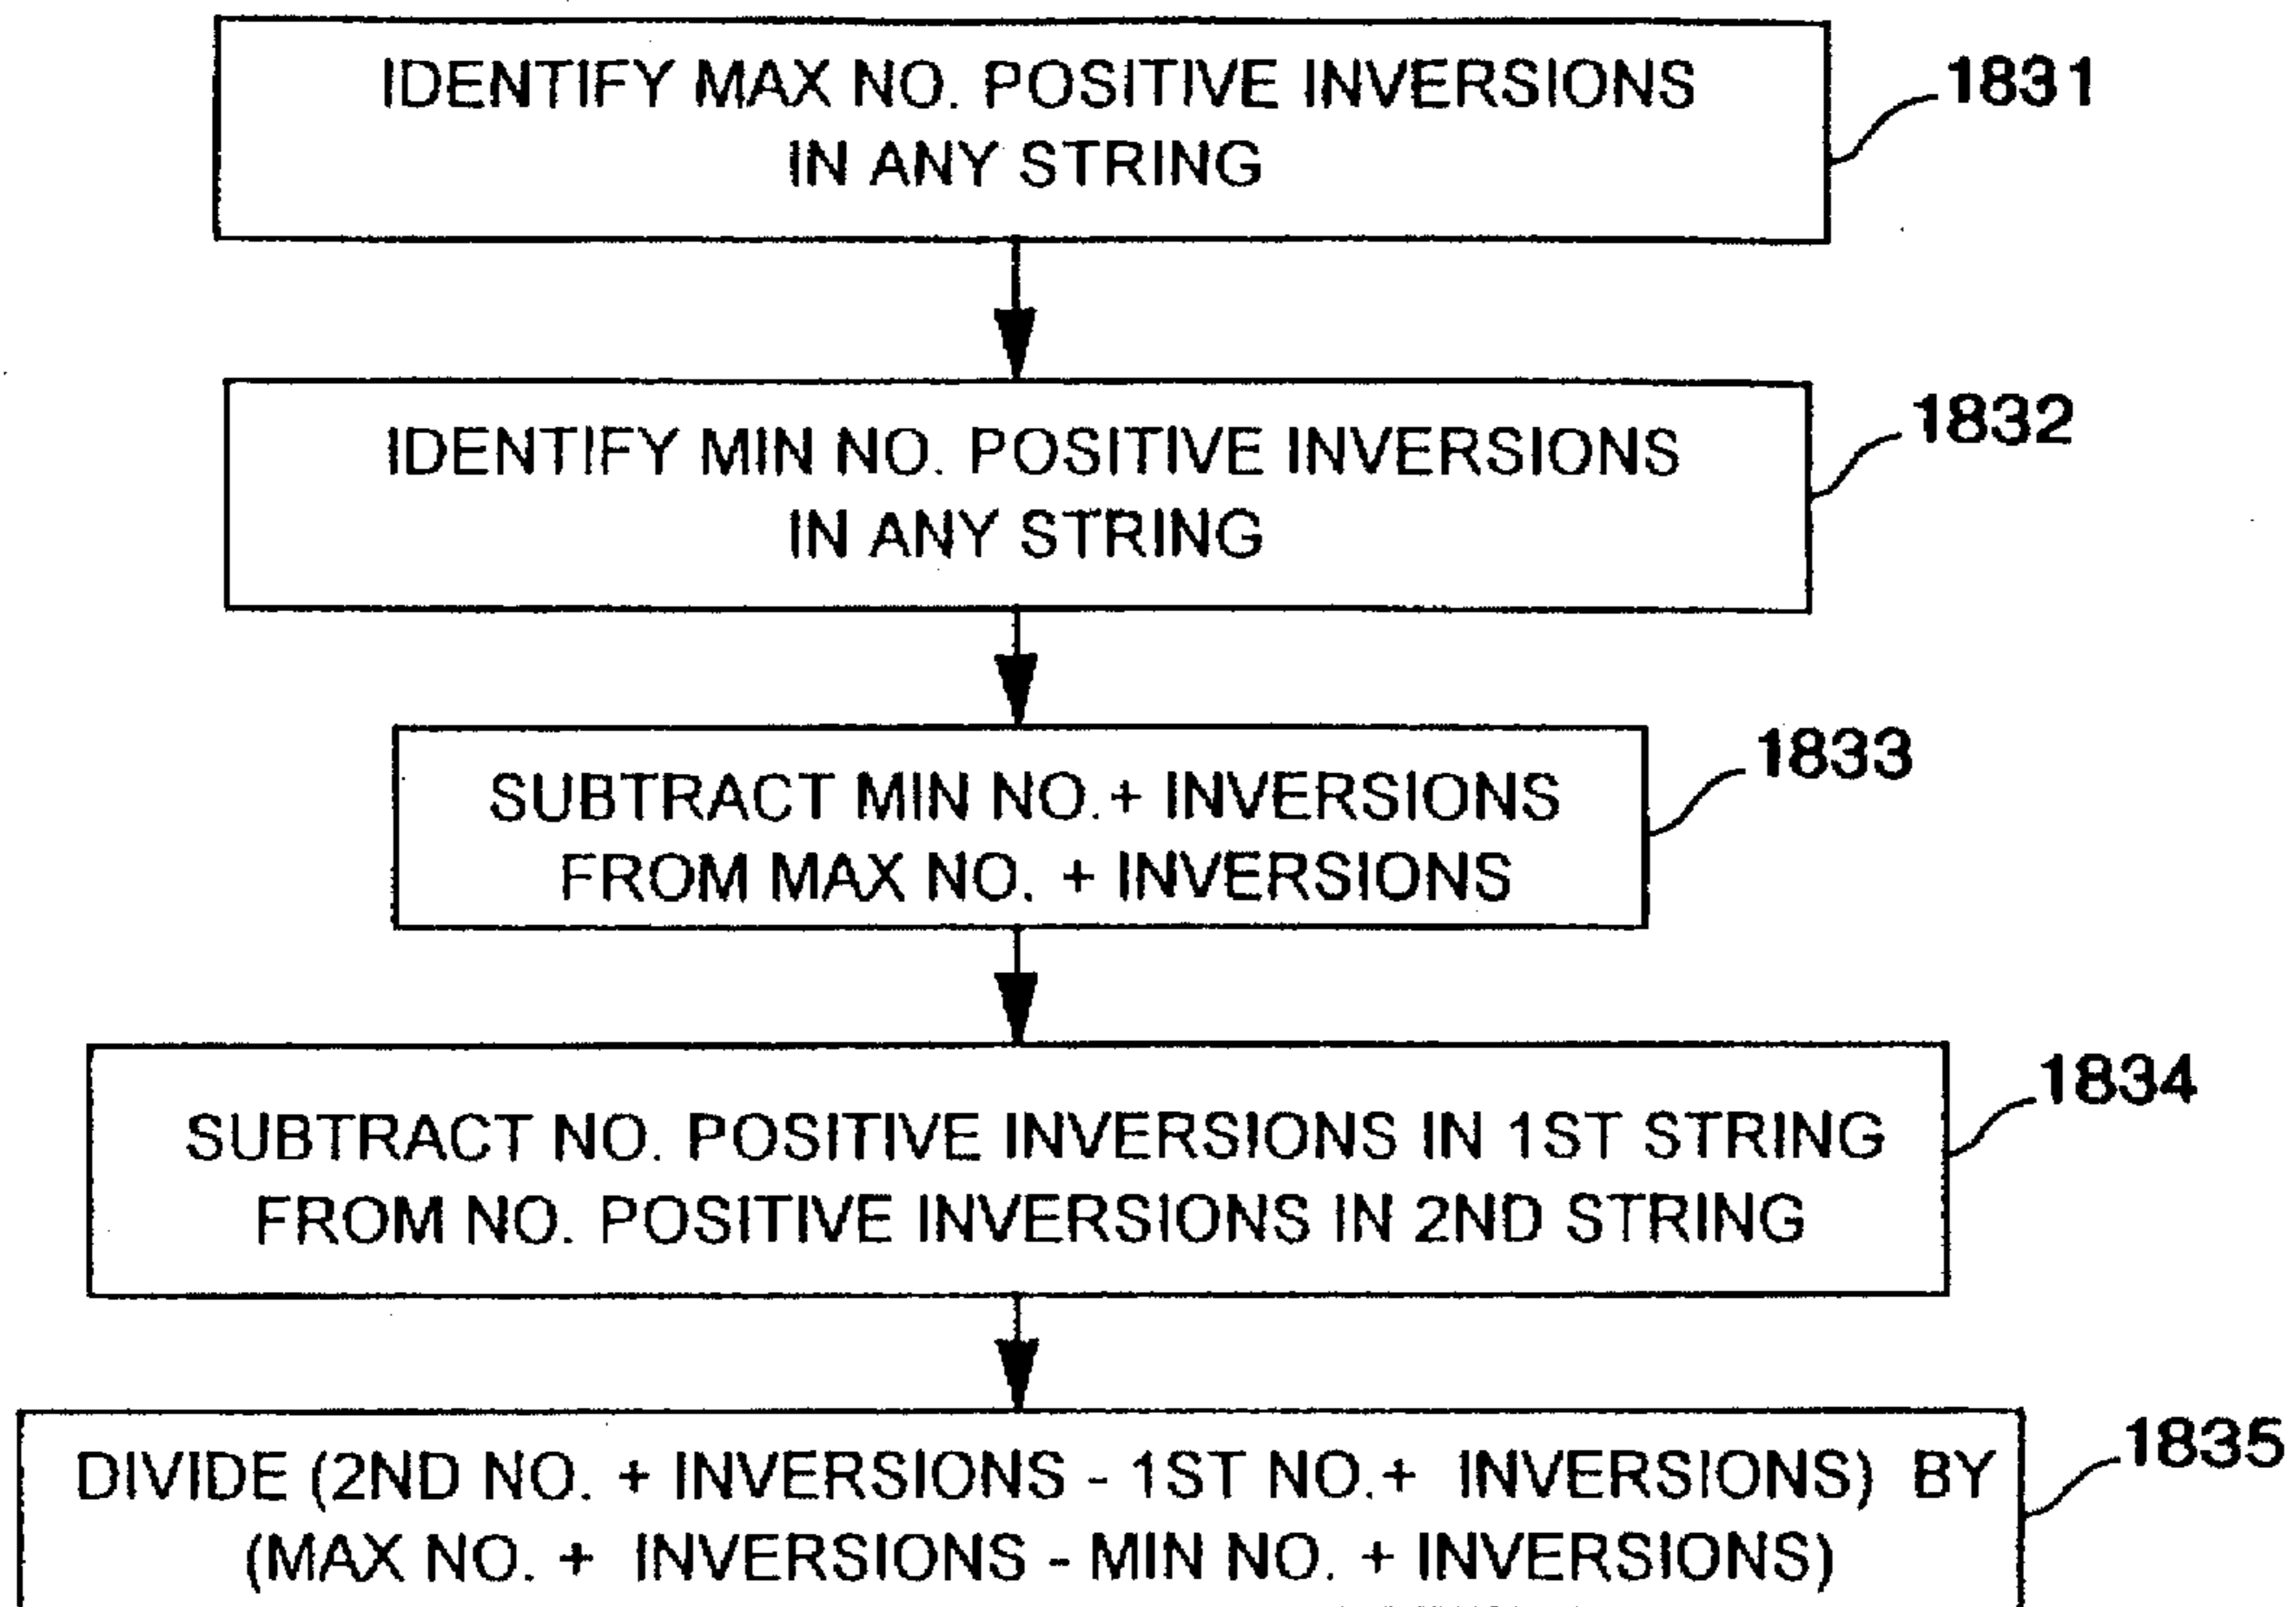 IDENTIFY MAX NO. POSITIVE INVERSIONS
IN ANY STRING
1831
IDENTIFY MIN NO. POSITIVE INVERSIONS
IN ANY STRING
1832
SUBTRACT MIN NO.+ INVERSIONS
FROM MAX NO. + INVERSIONS
1833
SUBTRACT NO. POSITIVE INVERSIONS IN 1ST STRING
FROM NO. POSITIVE INVERSIONS IN 2ND STRING
1834
DIVIDE (2ND NO. + INVERSIONS - 1ST NO.+ INVERSIONS) BY
(MAX NO. + INVERSIONS - MIN NO. + INVERSIONS)
1835